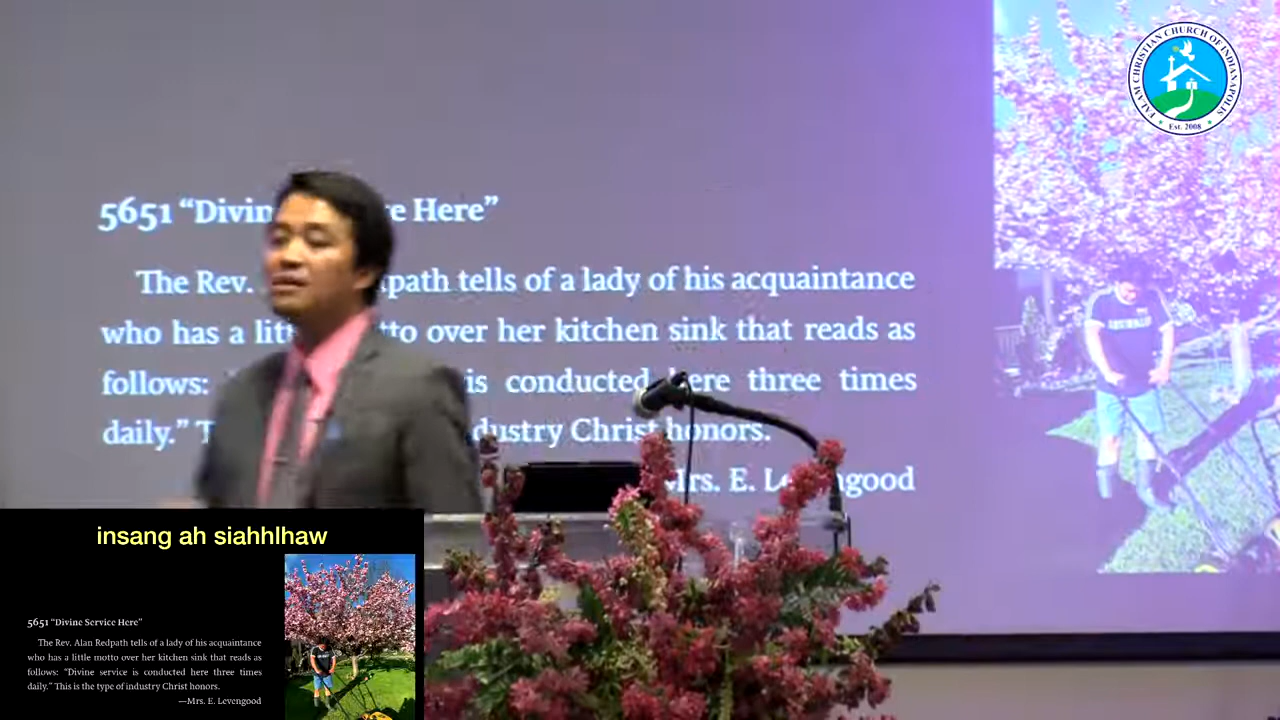 FALAM CHRISTIAN CHURCH OF INDIANAPOLIS
Est. 2008
5651 “Divin e Here”
The Rev. path tells of a lady of his acquaintance
who has a litt tto over her kitchen sink that reads as
follows: is conducted here three times
daily.” T dustry Christ honors.
Mrs. E. Le ngood
insang ah siahhlhaw
5651 “Divine Service Here”
The Rev. Alan Redpath tells of a lady of his acquaintance
who has a little motto over her kitchen sink that reads as
follows: “Divine service is conducted here three times
daily.” This is the type of industry Christ honors.
—Mrs. E. Levengood